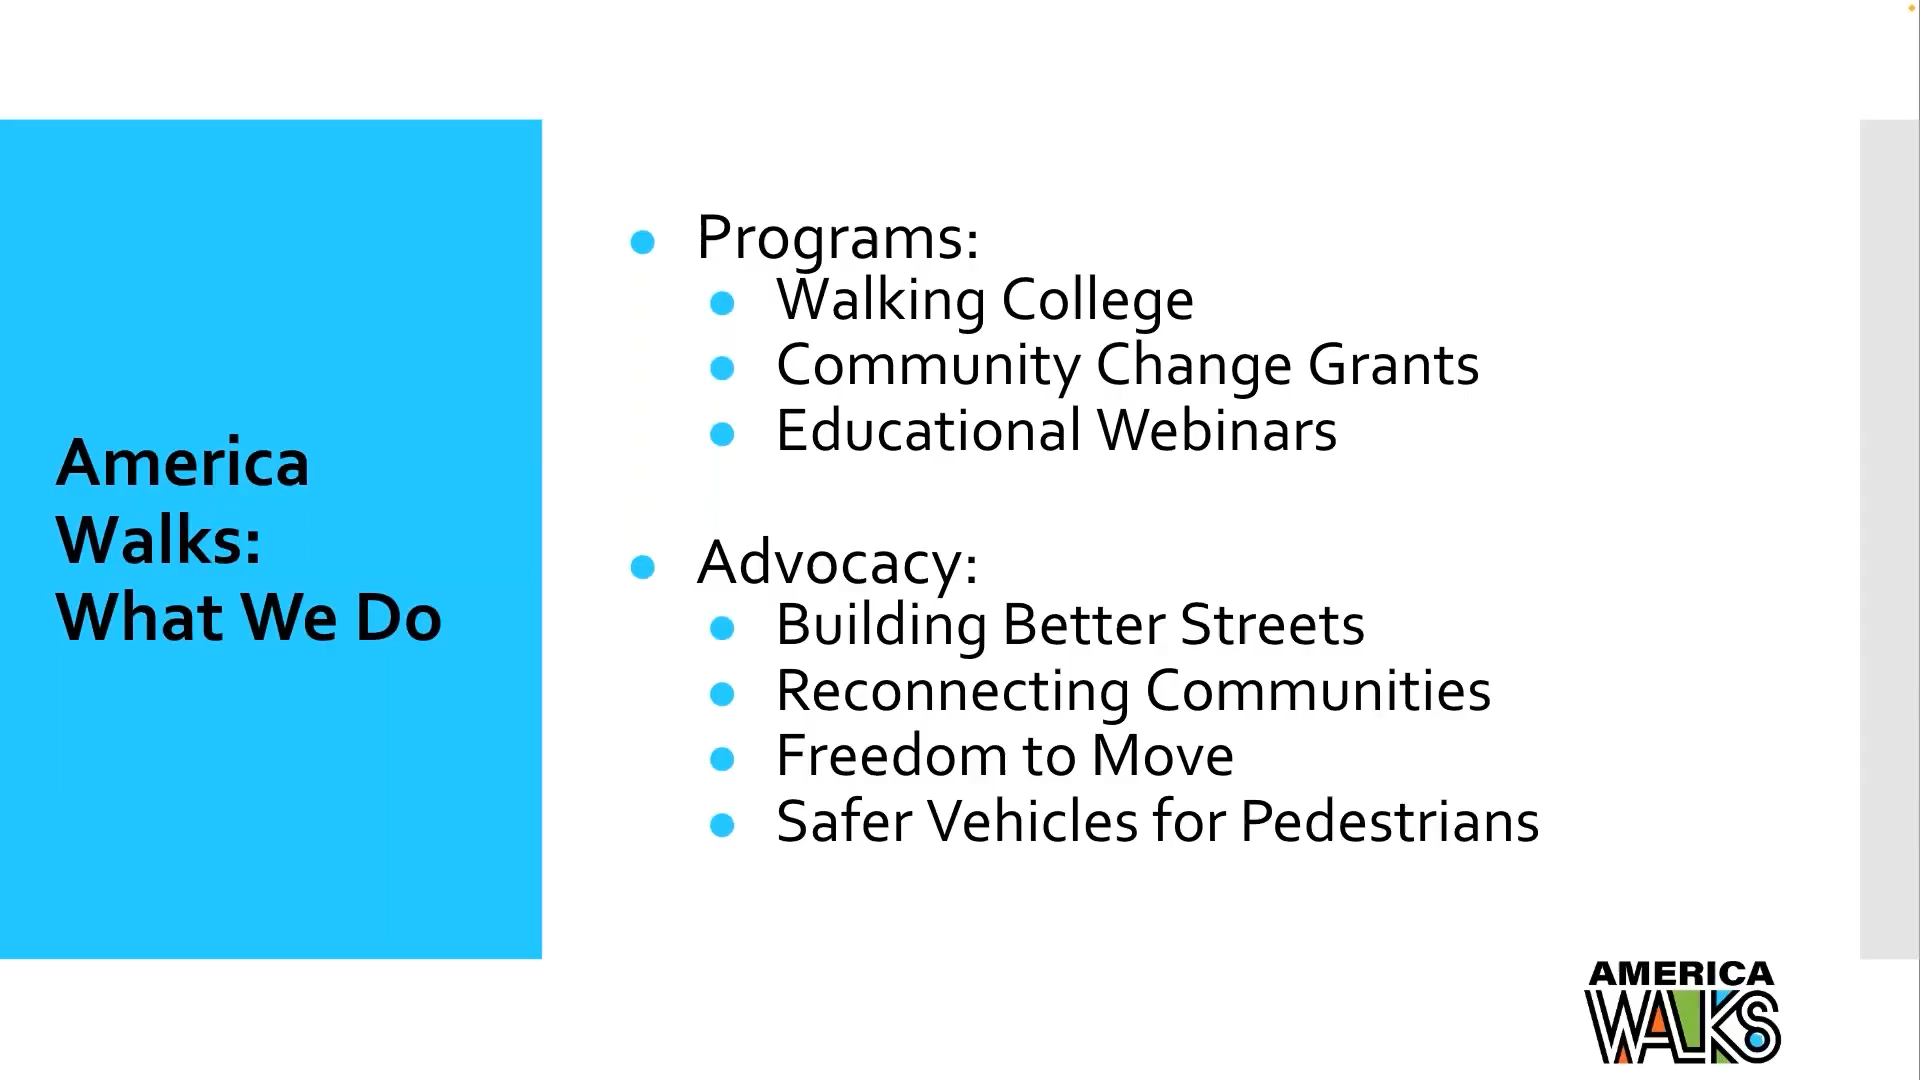 America
Walks:
What We Do
Programs:
Walking College
Community Change Grants
Educational Webinars
Advocacy:
Building Better Streets
Reconnecting Communities
Freedom to Move
Safer Vehicles for Pedestrians
AMERICA
WALKS